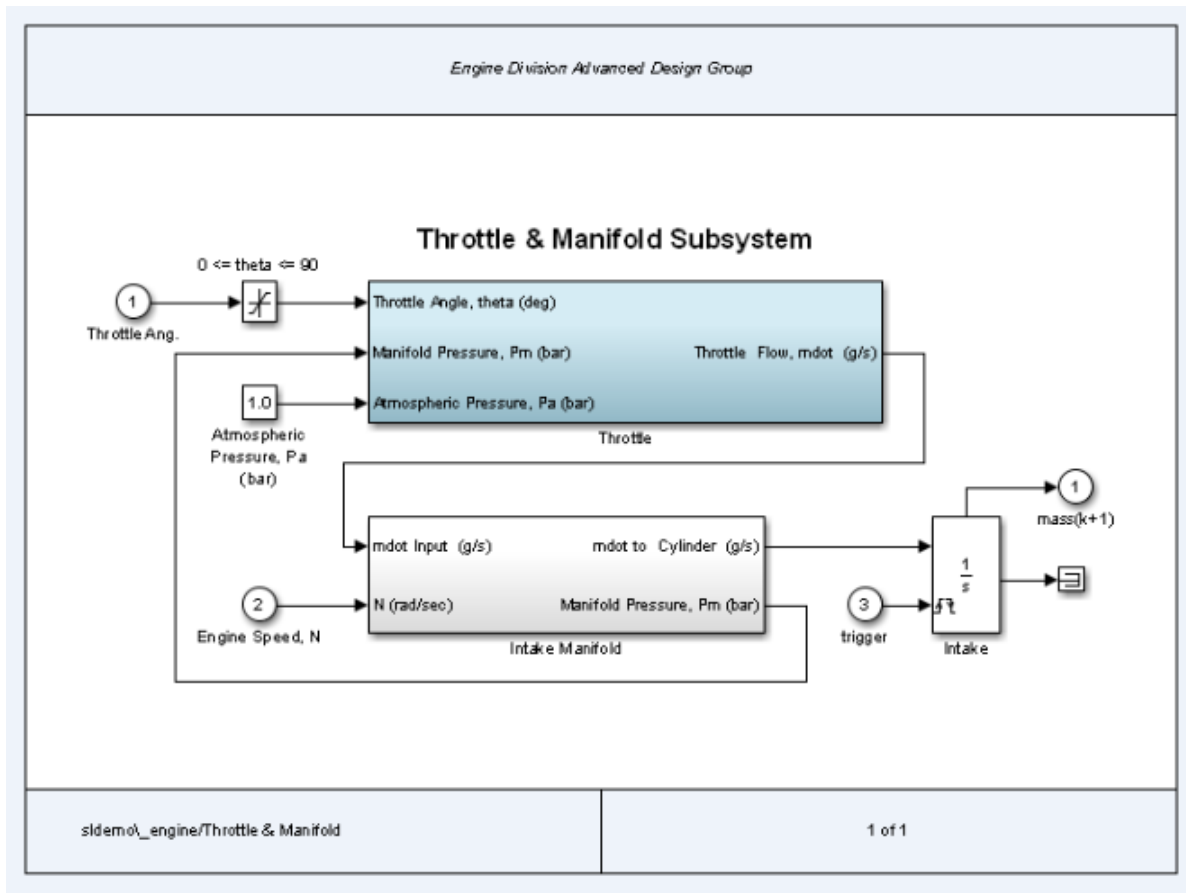 Engine Division Advanced Design Group
Throttle & Manifold Subsystem
0 <= theta <= 90
1
Throttle Ang.
Throttle Angle, theta (deg)
Manifold Pressure, Pm (bar)
Throttle Flow, mdot (g/s)
1.0
Atmospheric Pressure, Pa (bar)
Atmospheric
Pressure, Pa
(bar)
Throttle
1
mass(k+1)
mdot Input (g/s)
mdot to Cylinder (g/s)
1
s
2
N (rad/sec)
Manifold Pressure, Pm (bar)
3
Engine Speed, N
Intake Manifold
trigger
Intake
sldemo\_engine/Throttle & Manifold
1 of 1